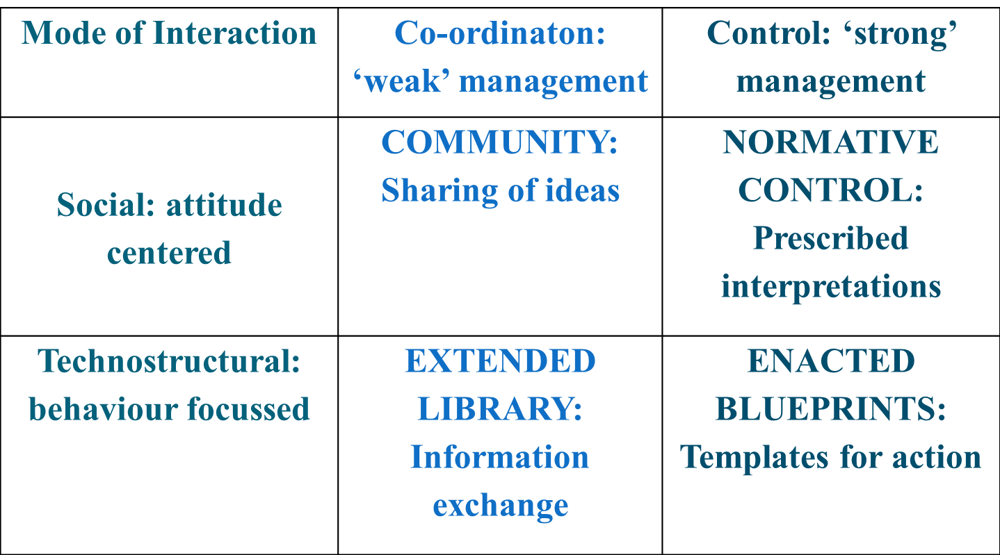 Mode of Interaction
Co-ordinaton:
‘weak’ management
Control: ‘strong’
management
Social: attitude
centered
COMMUNITY:
Sharing of ideas
NORMATIVE
CONTROL:
Prescribed
interpretations
Technostructural:
behaviour focussed
EXTENDED
LIBRARY:
Information
exchange
ENACTED
BLUEPRINTS:
Templates for action